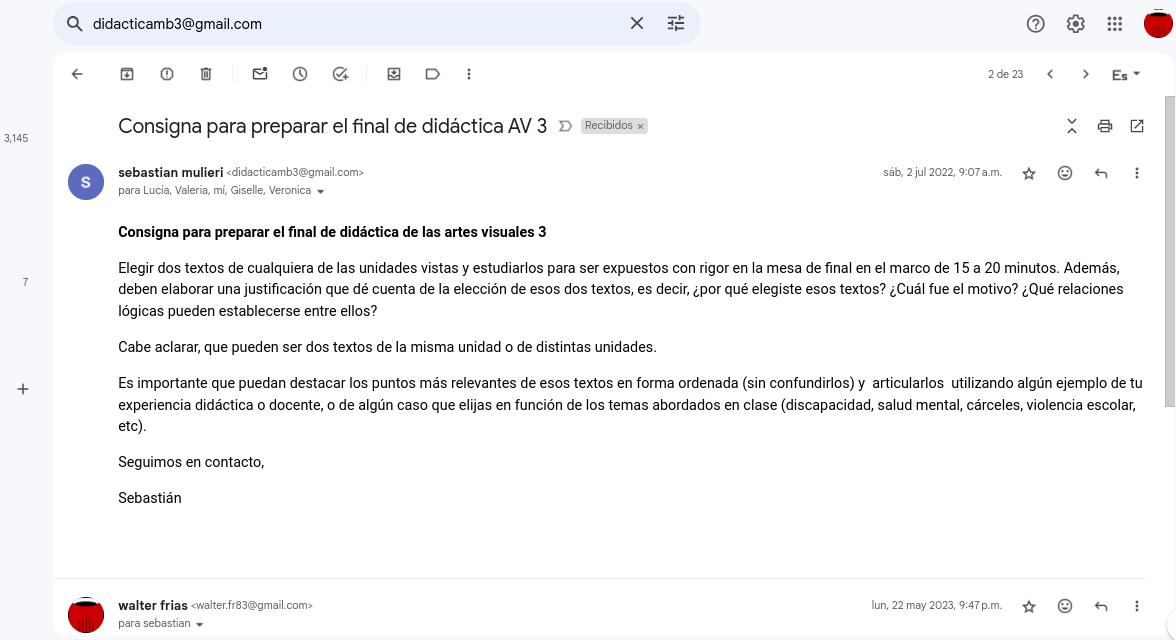 didacticamb3@gmail.com
2 de 23
Es
3,145
Consigna para preparar el final de didáctica AV 3
Recibidos ×
S
sebastian mulieri <didacticamb3@gmail.com>
sáb, 2 jul 2022, 9:07 a.m.
para Lucía, Valeria, mí, Giselle, Veronica
Consigna para preparar el final de didáctica de las artes visuales 3
Elegir dos textos de cualquiera de las unidades vistas y estudiarlos para ser expuestos con rigor en la mesa de final en el marco de 15 a 20 minutos. Además,
deben elaborar una justificación que dé cuenta de la elección de esos dos textos, es decir, ¿por qué elegiste esos textos? ¿Cuál fue el motivo? ¿Qué relaciones
lógicas pueden establecerse entre ellos?
7
Cabe aclarar, que pueden ser dos textos de la misma unidad o de distintas unidades.
Es importante que puedan destacar los puntos más relevantes de esos textos en forma ordenada (sin confundirlos) y articularlos utilizando algún ejemplo de tu
experiencia didáctica o docente, o de algún caso que elijas en función de los temas abordados en clase (discapacidad, salud mental, cárceles, violencia escolar,
etc).
Seguimos en contacto,
Sebastián
walter frias <walter.fr83@gmail.com>
lun, 22 may 2023, 9:47 p.m.
para sebastian